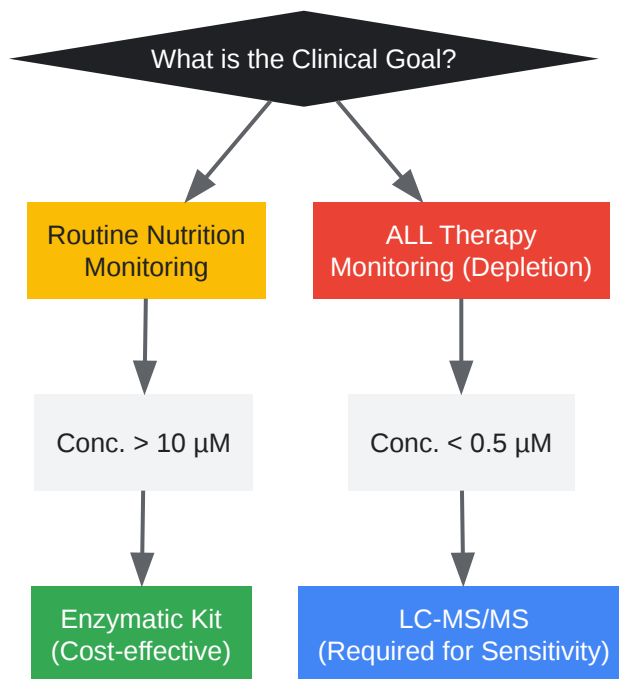 What is the Clinical Goal?
Routine Nutrition
Monitoring
ALL Therapy
Monitoring (Depletion)
Conc. > 10 µM
Conc. < 0.5 µM
Enzymatic Kit
(Cost-effective)
LC-MS/MS
(Required for Sensitivity)